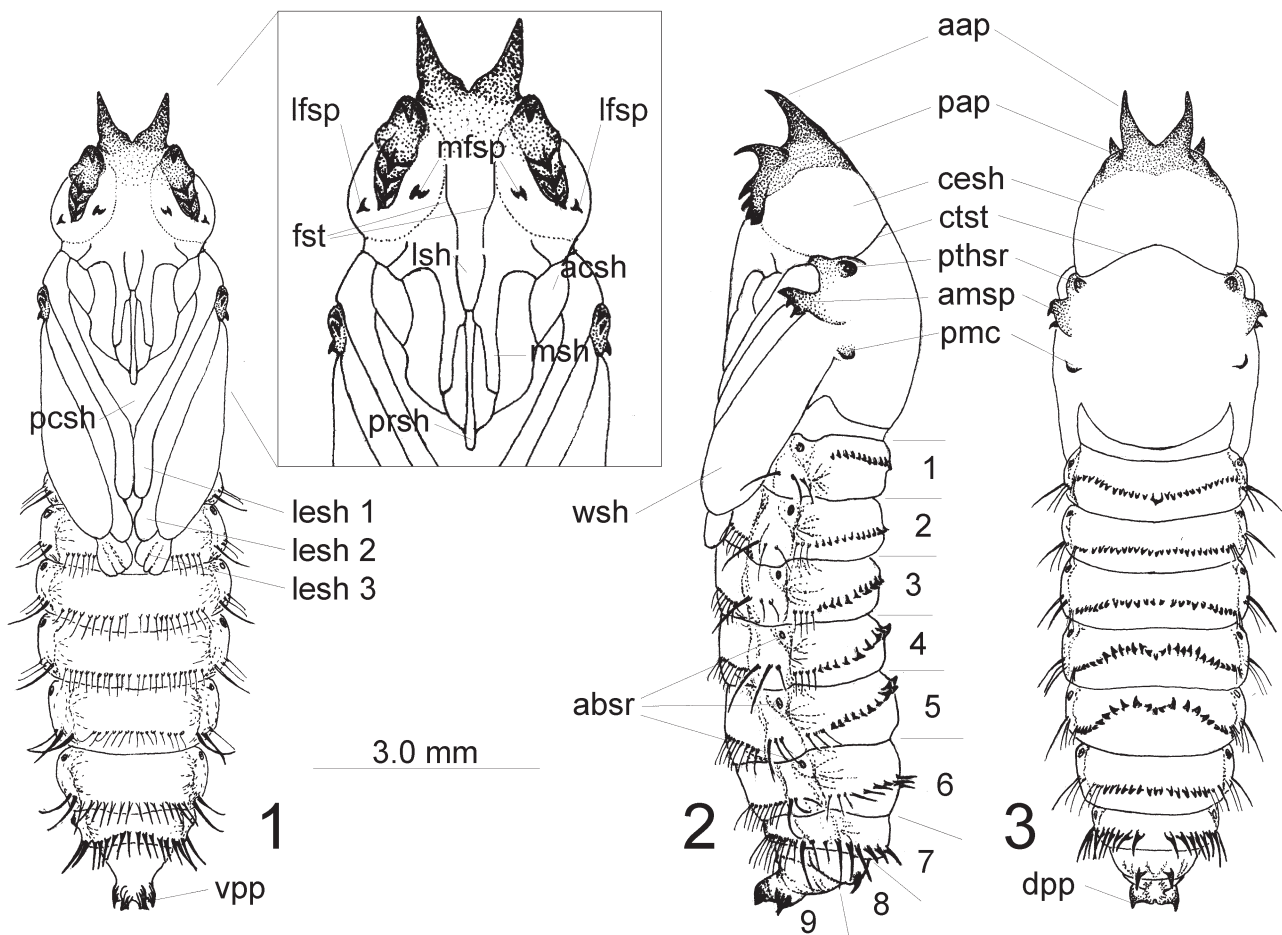 lfsp
mfsp
lfsp
fst
lsh
acsh
msh
prsh
pcsh
lesh 1
lesh 2
lesh 3
3.0 mm
1
vpp
aap
pap
cesh
ctst
pthsr
amsp
pmc
wsh
absr
1
2
3
4
5
6
7
8
9
2
3
dpp